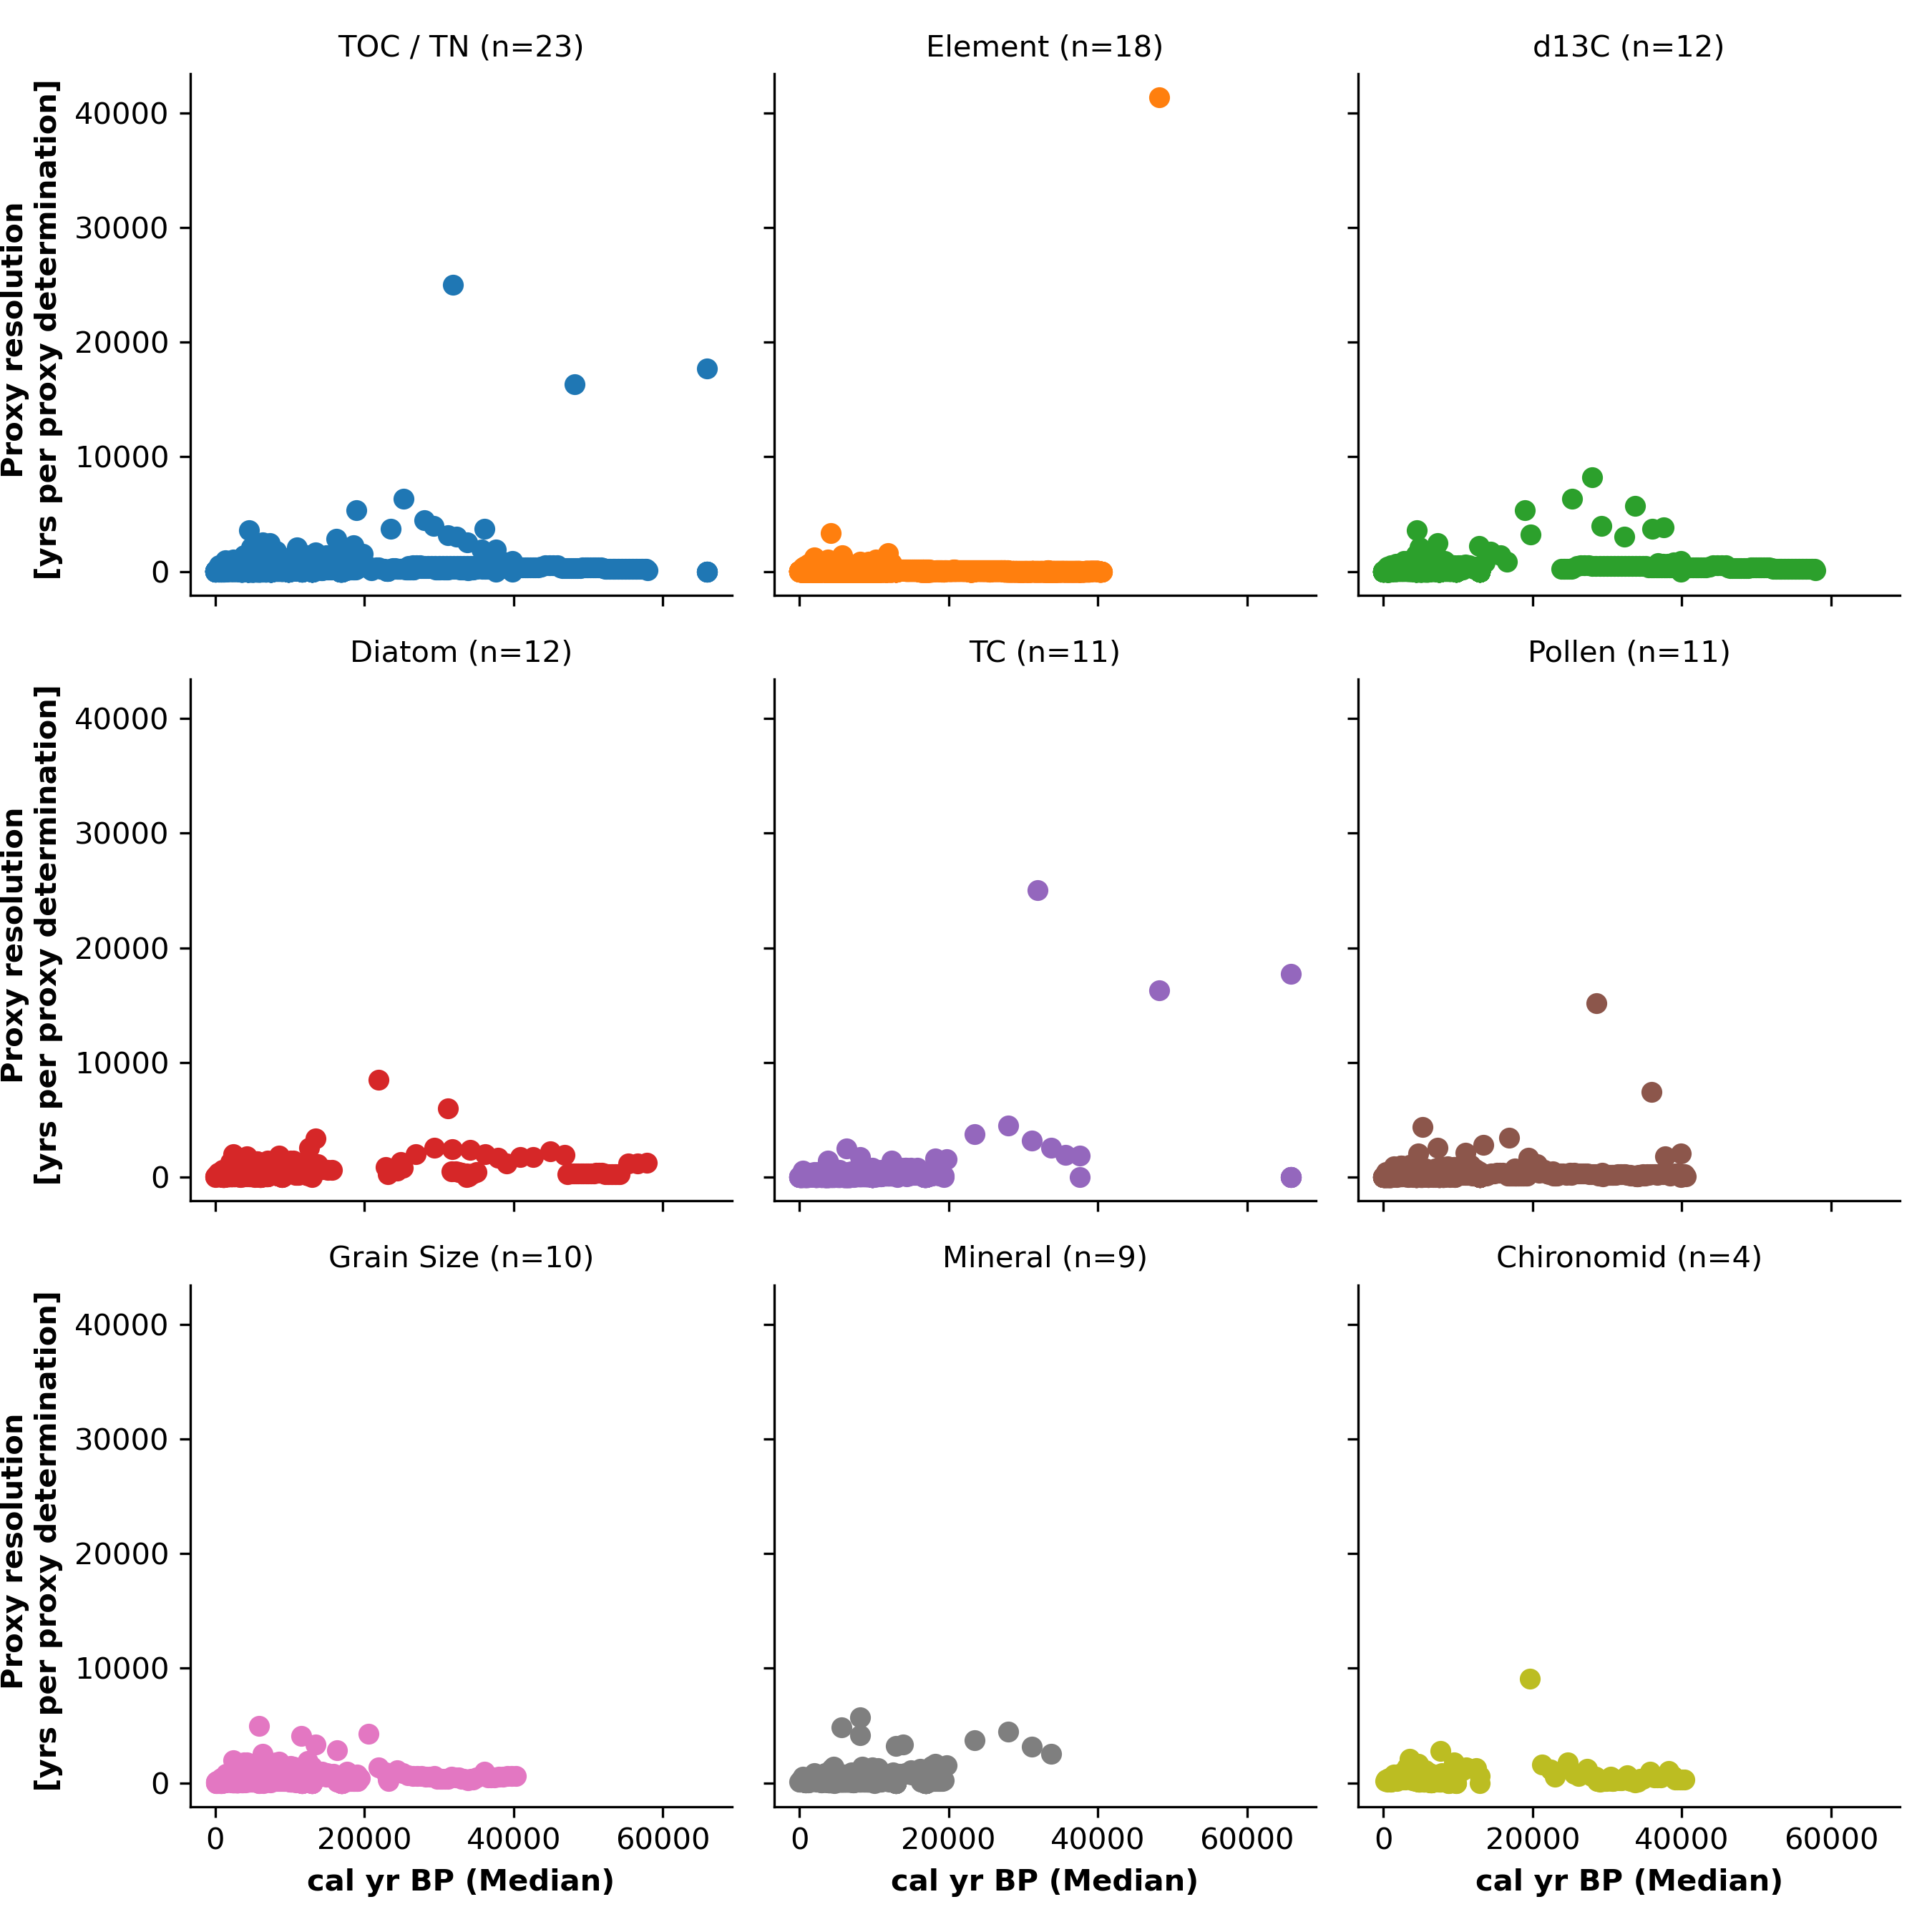 TOC / TN (n=23)
Element (n=18)
d13C (n=12)
Proxy resolution
[yrs per proxy determination]
40000
30000
20000
10000
0
Diatom (n=12)
TC (n=11)
Pollen (n=11)
Proxy resolution
[yrs per proxy determination]
40000
30000
20000
10000
0
Grain Size (n=10)
Mineral (n=9)
Chironomid (n=4)
Proxy resolution
[yrs per proxy determination]
40000
30000
20000
10000
0
0 20000 40000 60000
0 20000 40000 60000
0 20000 40000 60000
cal yr BP (Median)
cal yr BP (Median)
cal yr BP (Median)